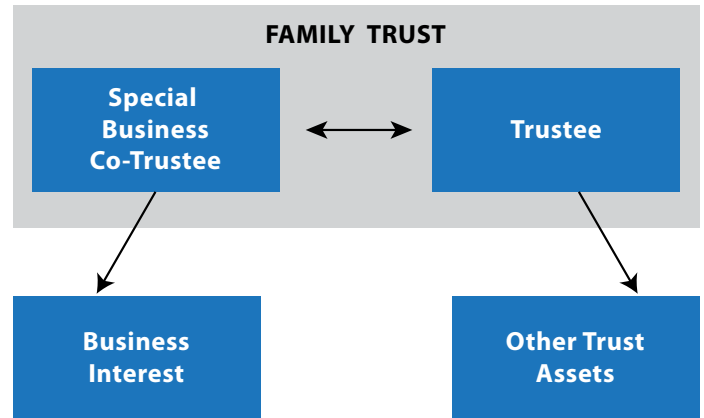 FAMILY TRUST
Special
Business
Co-Trustee
Trustee
Business
Interest
Other Trust
Assets